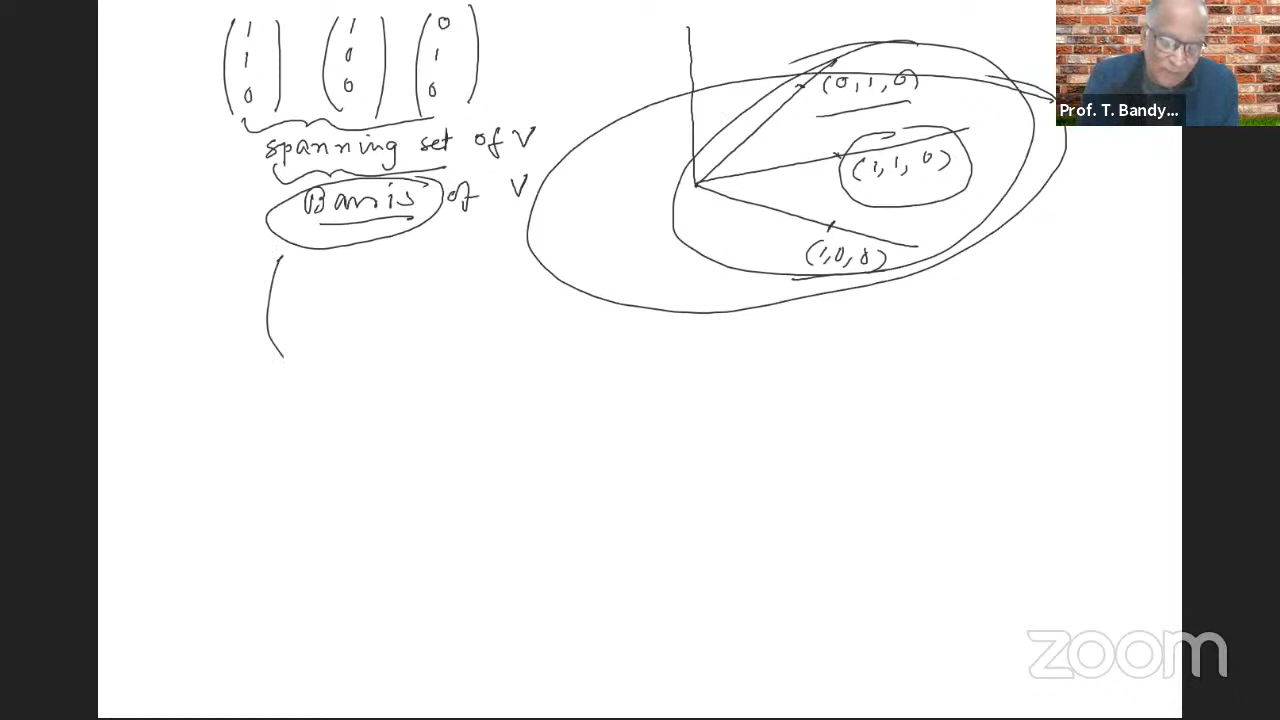 (1 1 0) (1 0 0) (0 1 0)
spanning set of V
Basis of V
(0,1,0)
(1,1,0)
(1,0,0)
Prof. T. Bandy...
zoom